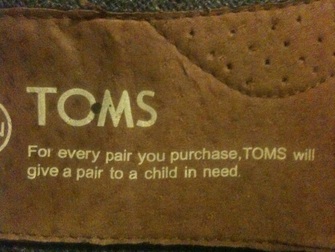 TOMS
For every pair you purchase,TOMS will
give a pair to a child in need.